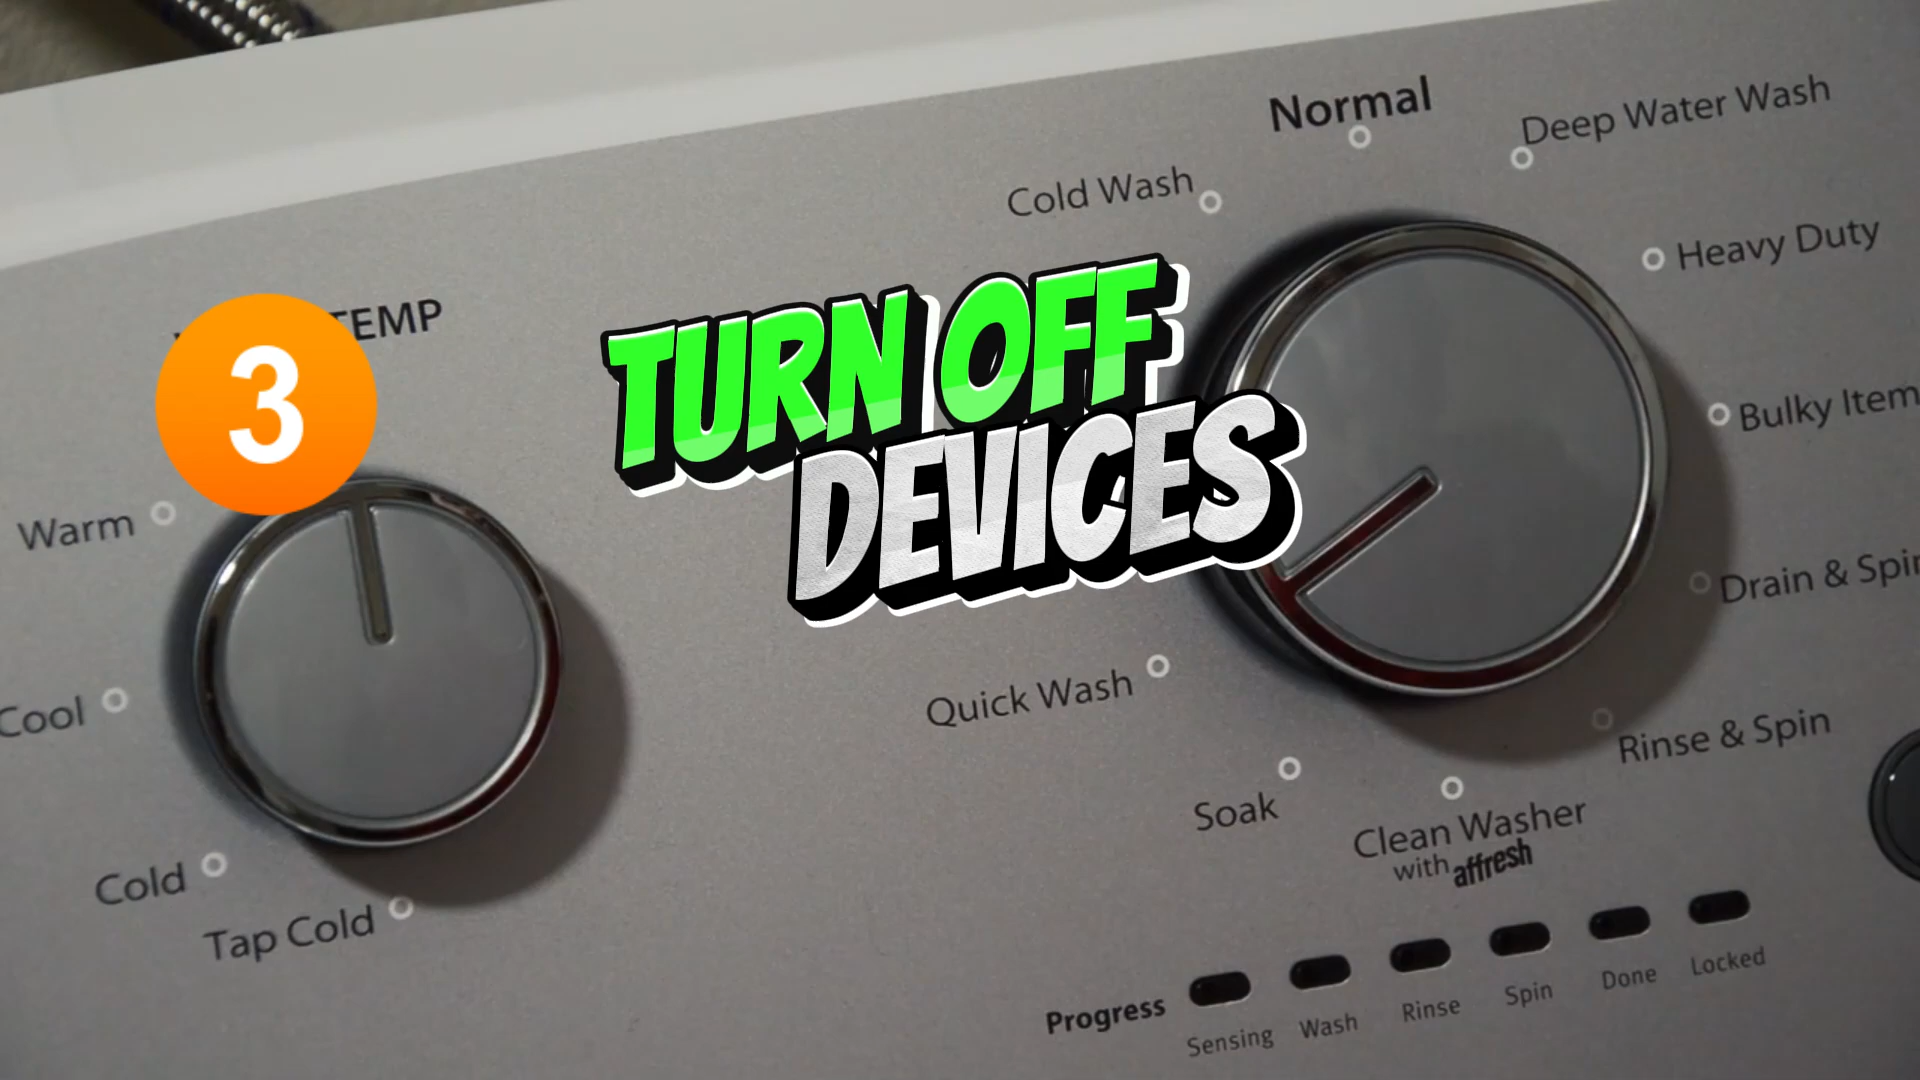 Normal
Deep Water Wash
Cold Wash
Heavy Duty
TEMP
3
TURN OFF
DEVICES
Bulky Item
Warm
Drain & Spin
Quick Wash
Cool
Rinse & Spin
Soak
Clean Washer
with affresh
Cold
Tap Cold
Progress
Sensing
Wash
Rinse
Spin
Done
Locked